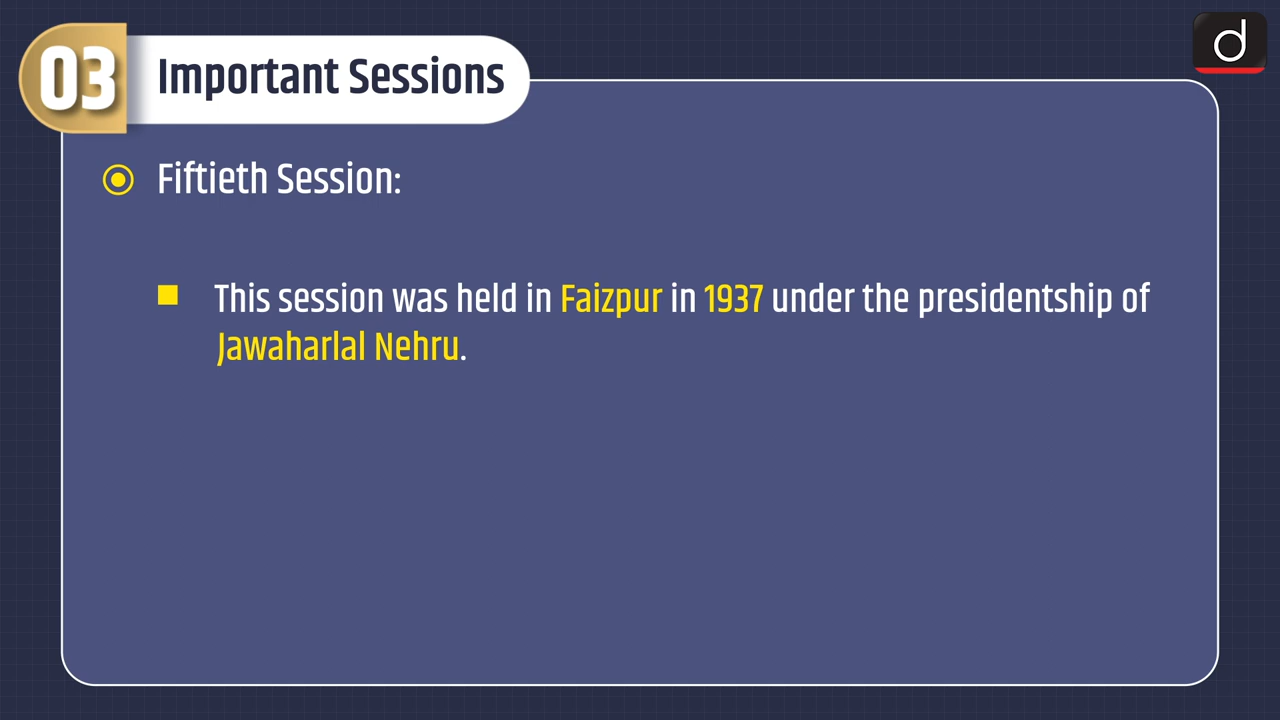 03
Important Sessions
d
Fiftieth Session:
This session was held in Faizpur in 1937 under the presidentship of
Jawaharlal Nehru.